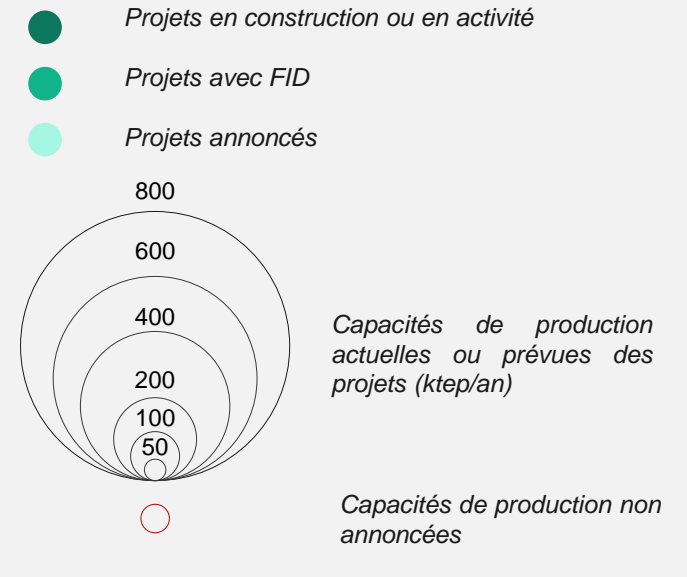 Projets en construction ou en activité
Projets avec FID
Projets annoncés
800
600
400
200
100
50
Capacités de production
actuelles ou prévues des
projets (ktep/an)
Capacités de production non
annoncées